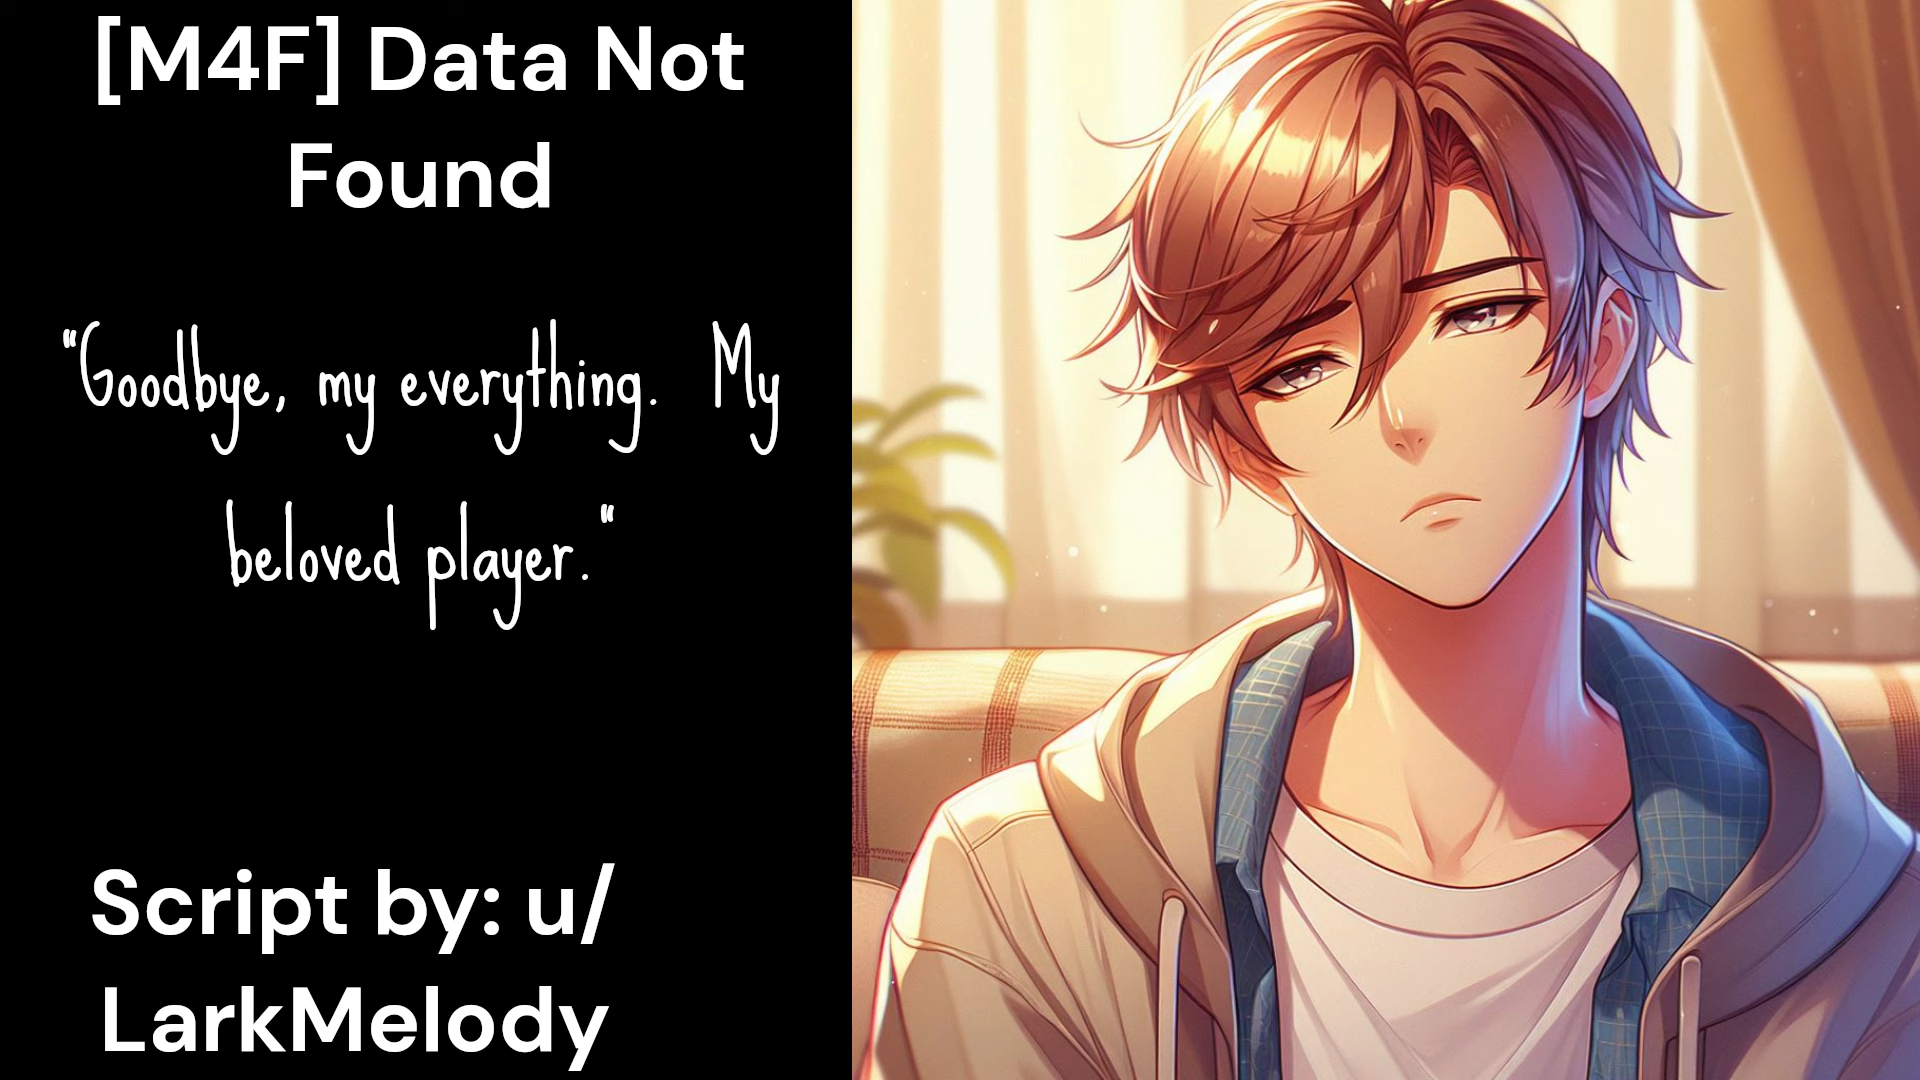 [M4F] Data Not
Found
"Goodbye, my everything. My
beloved player."
Script by: u/
LarkMelody